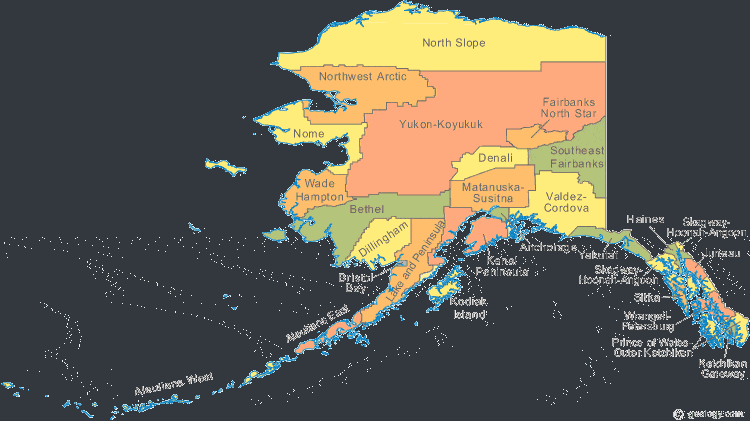 North Slope
Northwest Arctic
Fairbanks
North Star
Yukon-Koyukuk
Nome
Southeast
Fairbanks
Denali
Wade
Hampton
Matanuska-
Susitna
Valdez-
Cordova
Bethel
Haines
Skagway-
Hoonah-Angoon
Dillingham
Lake and Peninsula
Anchorage
Juneau
Yakutat
Kenai
Peninsula
Skagway-
Hoonah-Angoon
Bristol
Bay
Sitka
Kodiak
Island
Wrangell-
Petersburg
Aleutians East
Prince of Wales-
Outer Ketchikan
Ketchikan
Gateway
Aleutians West
© geology.com